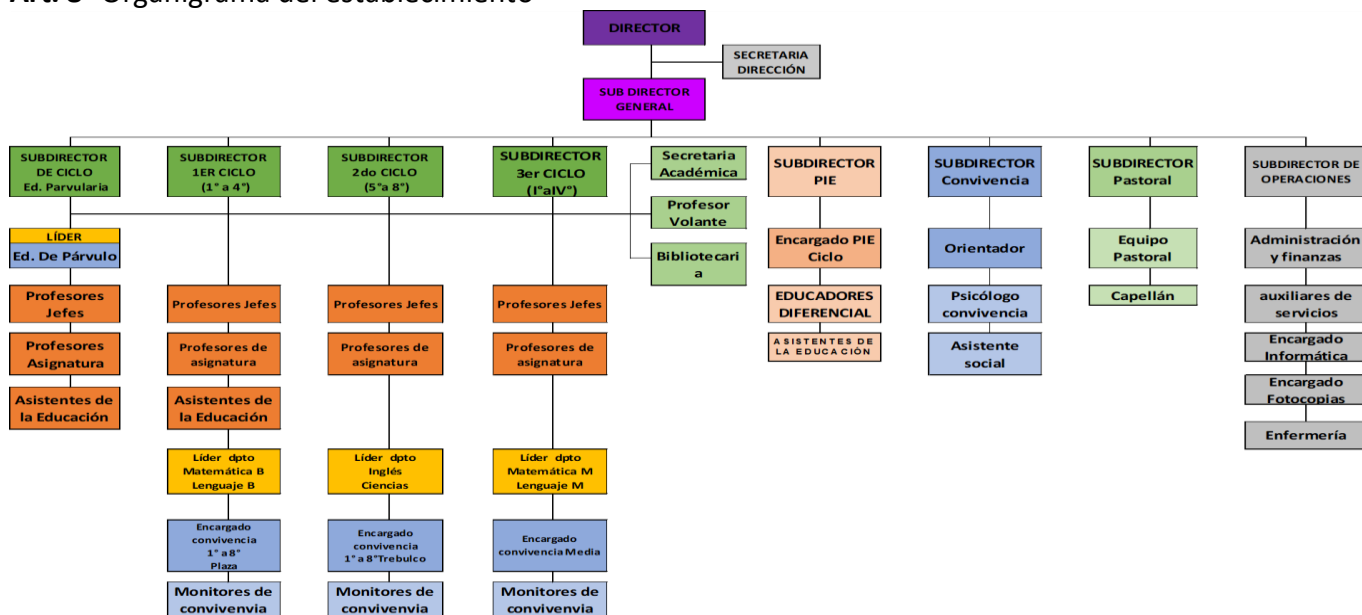 Art. 3° Organigrama del establecimiento
DIRECTOR
SECRETARIA
DIRECCIÓN
SUB DIRECTOR
GENERAL
SUBDIRECTOR
DE CICLO
Ed. Parvularia
SUBDIRECTOR
1ER CICLO
(1° a 4°)
SUBDIRECTOR
2do CICLO
(5°a 8°)
SUBDIRECTOR
3er CICLO
(I°aIV°)
Secretaria
Académica
SUBDIRECTOR
PIE
SUBDIRECTOR
Convivencia
SUBDIRECTOR
Pastoral
SUBDIRECTOR DE
OPERACIONES
Profesor
Volante
Bibliotecari
a
LÍDER
Ed. De Párvulo
Encargado PIE
Ciclo
Orientador
Equipo
Pastoral
Administración
y finanzas
Profesores
Jefes
Profesores Jefes
Profesores Jefes
Profesores Jefes
EDUCADORES
DIFERENCIAL
Psicólogo
convivencia
Capellán
auxiliares de
servicios
Profesores
Asignatura
Profesores de
asignatura
Profesores de
asignatura
Profesores de
asignatura
ASISTENTES DE
LA EDUCACIÓN
Asistente
social
Encargado
Informática
Asistentes de
la Educación
Asistentes de
la Educación
Encargado
Fotocopias
Enfermería
Líder dpto
Matemática B
Lenguaje B
Líder dpto
Inglés
Ciencias
Líder dpto
Matemática M
Lenguaje M
Encargado
convivencia
1° a 8°
Plaza
Encargado
convivencia
1° a 8°Trebulco
Encargado
convivencia Media
Monitores de
convivenvia
Monitores de
convivenvia
Monitores de
convivenvia